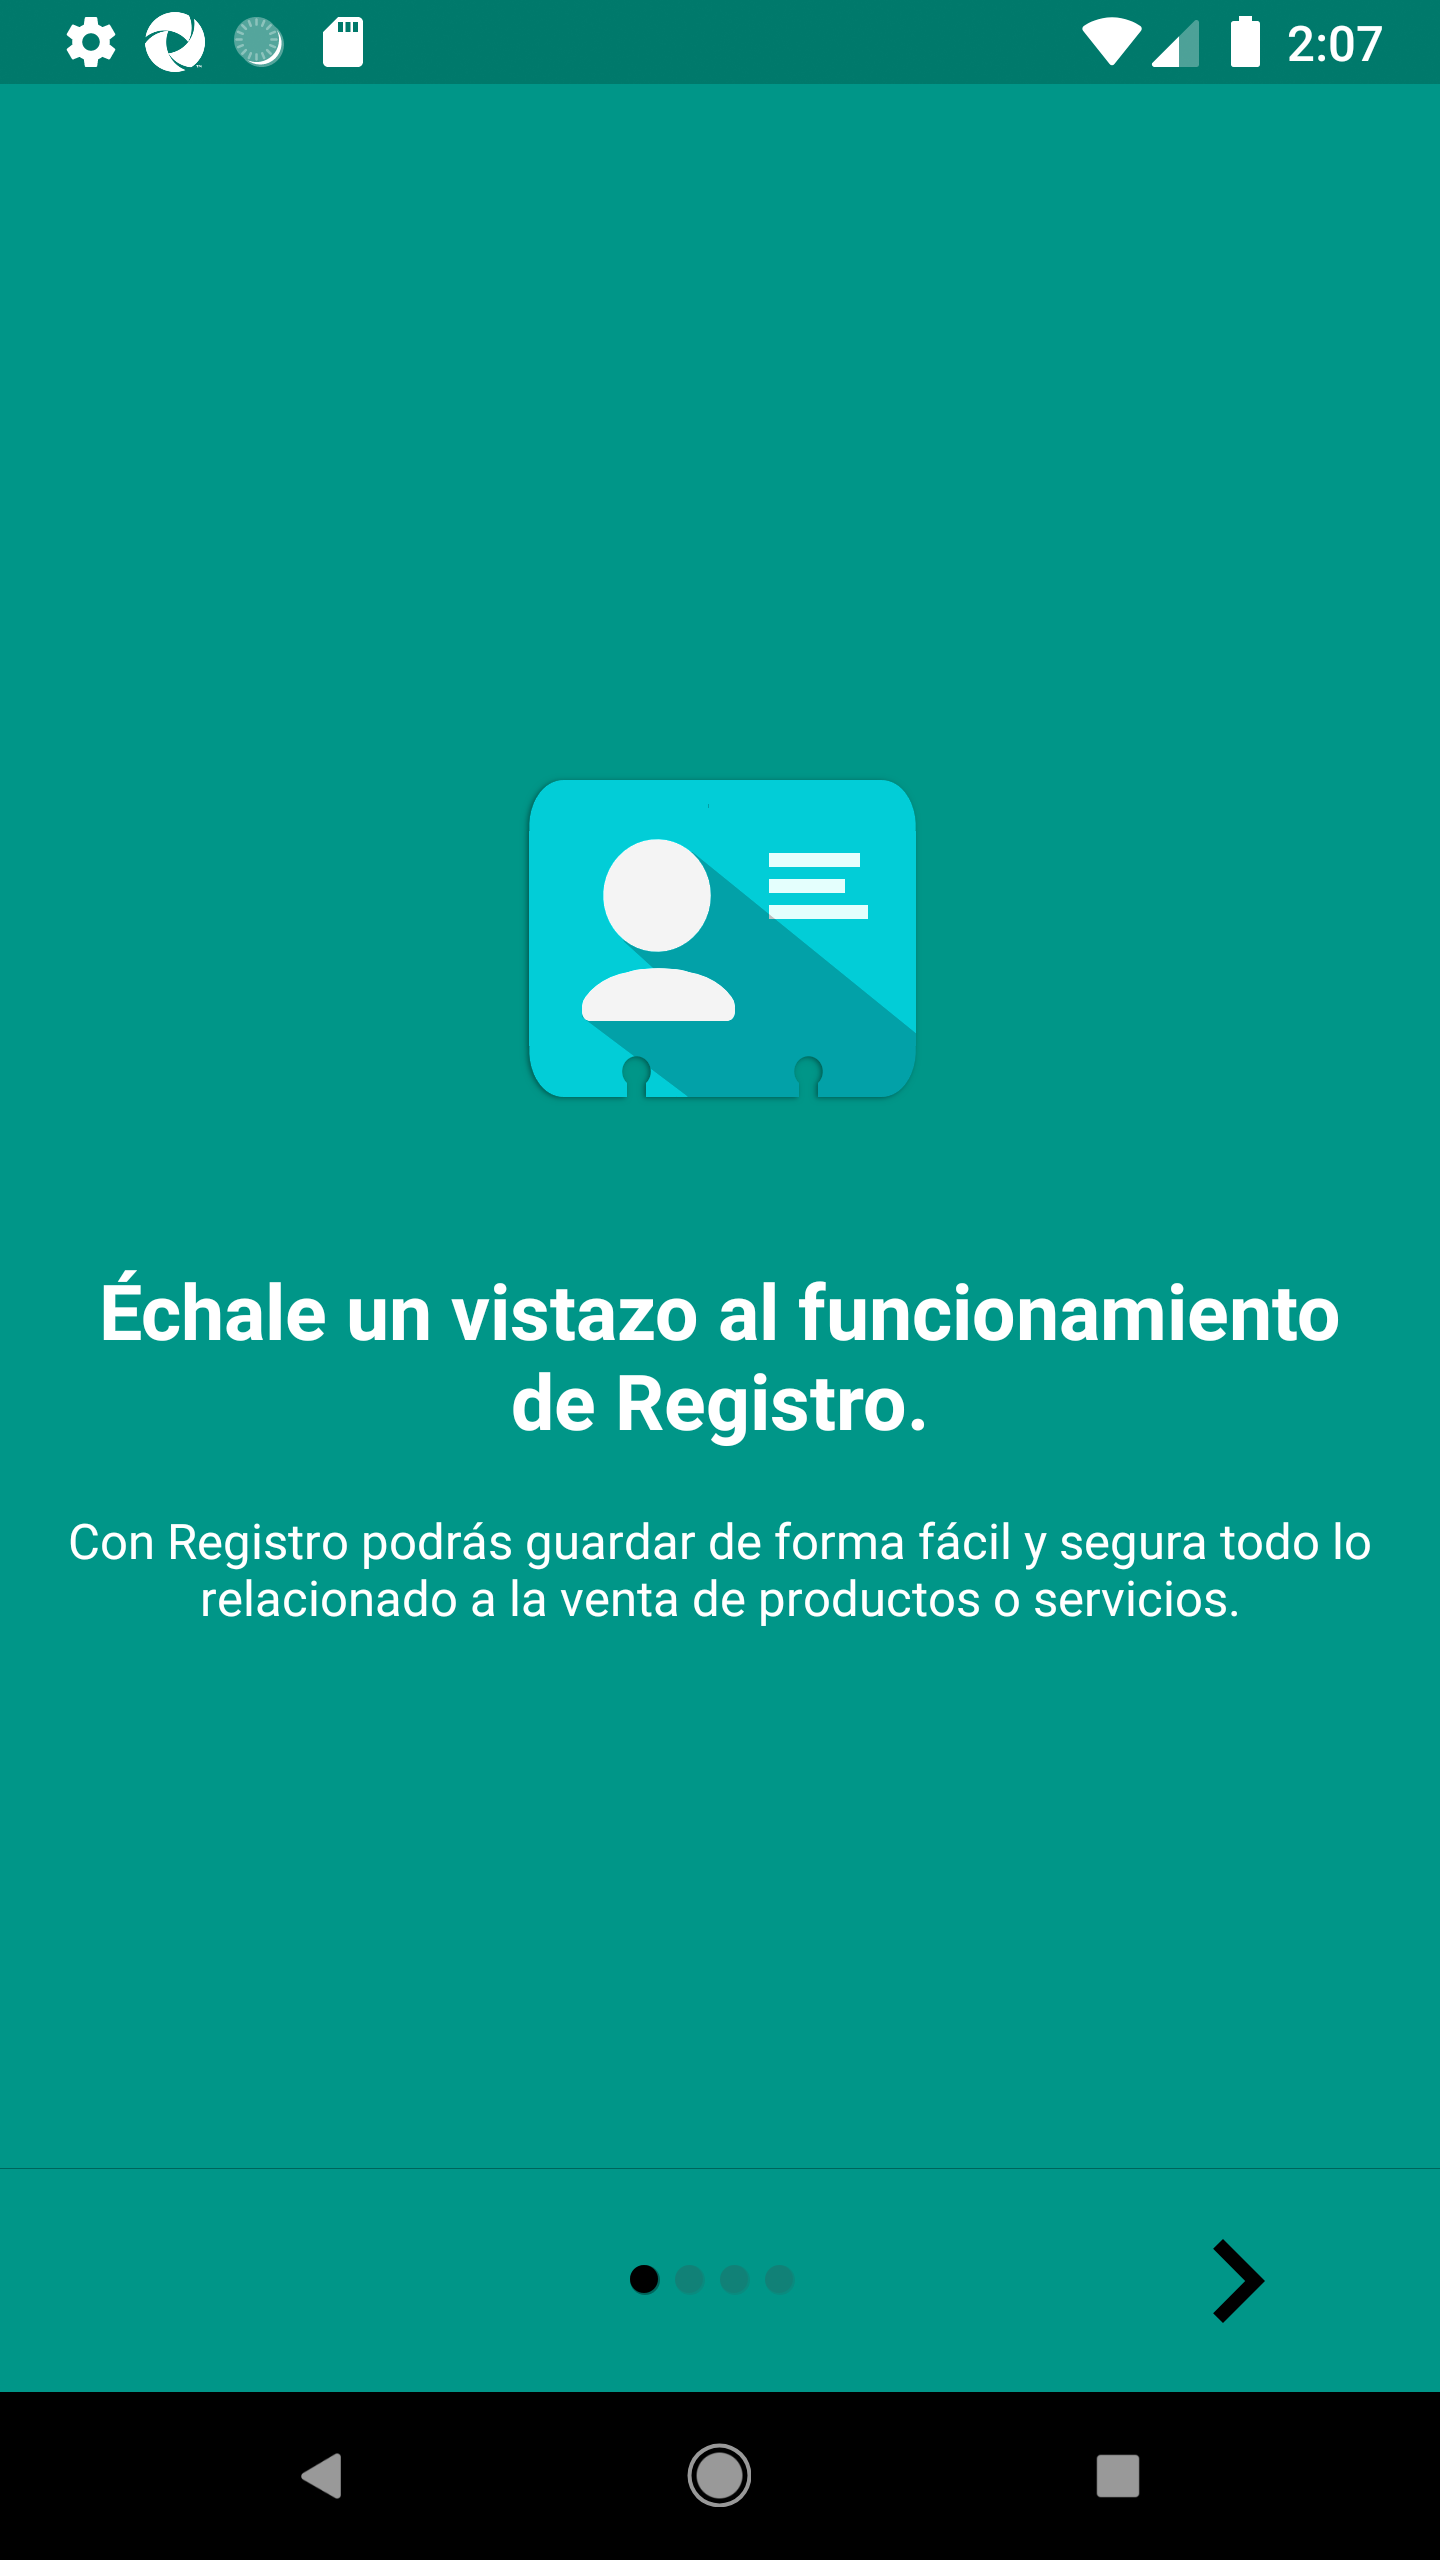 2:07
Échale un vistazo al funcionamiento
de Registro.
Con Registro podrás guardar de forma fácil y segura todo lo
relacionado a la venta de productos o servicios.